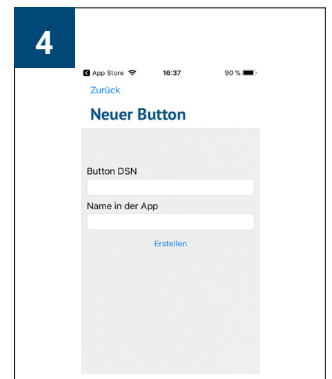 4
App Store 16:37 90 %
Zurück
Neuer Button
Button DSN
Name in der App
Erstellen